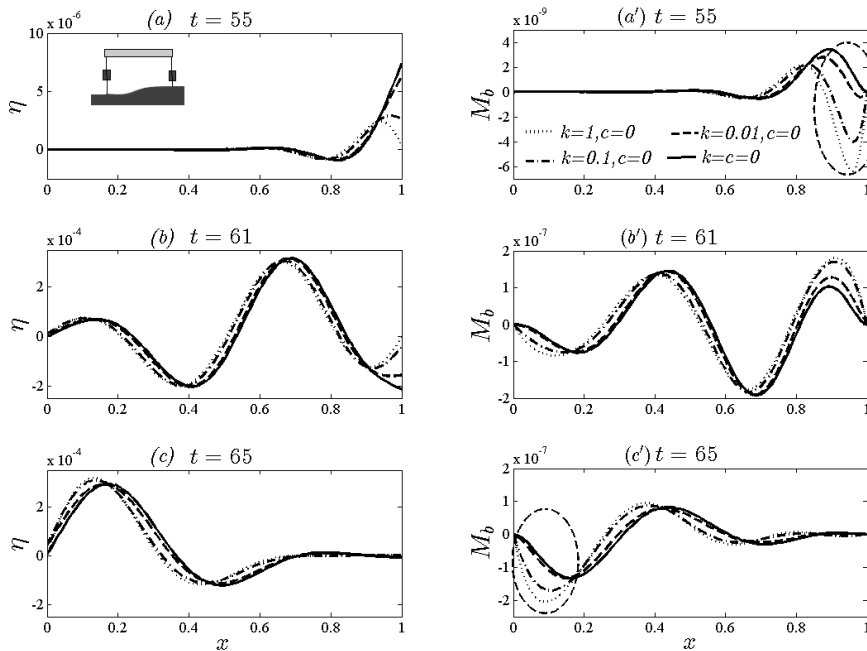 (a) t = 55
x 10⁻⁶
10
5
0
η
0 0.2 0.4 0.6 0.8 1
(a′) t = 55
x 10⁻⁹
4
2
0
-2
-4
-6
M_b
k=1,c=0
k=0.01,c=0
k=0.1,c=0
k=c=0
0 0.2 0.4 0.6 0.8 1
(b) t = 61
x 10⁻⁴
2
0
-2
η
0 0.2 0.4 0.6 0.8 1
(b′) t = 61
x 10⁻⁷
2
1
0
-1
-2
M_b
0 0.2 0.4 0.6 0.8 1
(c) t = 65
x 10⁻⁴
2
0
-2
η
0 0.2 0.4 0.6 0.8 1
x
(c′) t = 65
x 10⁻⁷
2
1
0
-1
-2
M_b
0 0.2 0.4 0.6 0.8 1
x